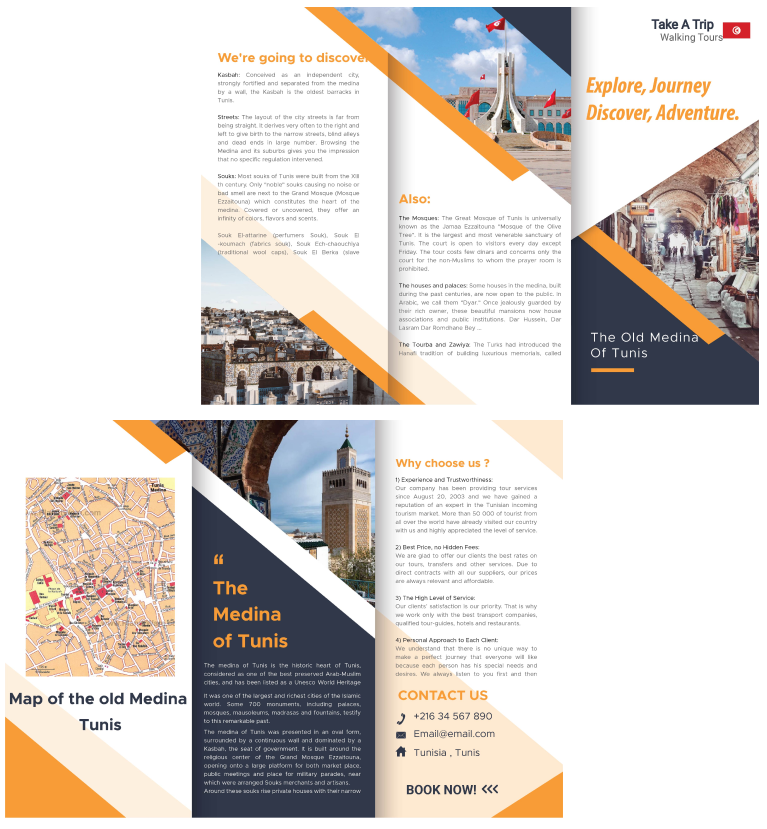 We're going to discover
Kasbah: Conceived as an independent city,
strongly fortified and separated from the medina
by a wall, the Kasbah is the oldest barracks in
Tunis.
Streets: The layout of the city streets is far from
being straight. It derives very often to the right and
left to give birth to the narrow streets, blind alleys
and dead ends in large number. Browsing the
Medina and its suburbs gives you the impression
that no specific regulation intervened.
Souks: Most souks of Tunis were built from the
th century. Only "noble" souks causing no noise or
bad smell are next to the Grand Mosque (Mosque
Ezzaitouna) which constitutes the heart of the
medina. Covered or uncovered, they offer an
infinity of colors, flavors and scents.
Souk El-attarine (perfumers Souk), Souk El
-koumach (fabrics souk), Souk Ech-chaouchiya
(traditional wool caps), Souk El Berka (slave
Also:
The Mosques: The Great Mosque of Tunis is universally
known as the Jamaa Ezzaitouna "Mosque of the Olive
Tree". It is the largest and most venerable sanctuary of
Tunis. The court is open to visitors every day except
Friday. The tour costs few dinars and concerns only the
court for the non-Muslims to whom the prayer room is
prohibited.
The houses and palaces: Some houses in the medina, built
during the past centuries, are now open to the public. In
Arabic, we call them "Dyar." Once jealously guarded by
their rich owner, these beautiful mansions now house
associations and public institutions. Dar Hussein, Dar
Lasram Dar Romdhane Bey ...
The Tourba and Zawiya: The Turks had introduced the
Hanefi tradition of building luxurious memorials, called
Take A Trip
Walking Tours
Explore, Journey
Discover, Adventure.
The Old Medina
Of Tunis
Tunis
Medina
Map of the old Medina
Tunis
“
The
Medina
of Tunis
The medina of Tunis is the historic heart of Tunis,
considered as one of the best preserved Arab-Muslim
cities, and has been listed as a Unesco World Heritage
It was one of the largest and richest cities of the Islamic
world. Some 700 monuments, including palaces,
mosques, mausoleums, madrasas and fountains, testify
to this remarkable past.
The medina of Tunis was presented in an oval form,
surrounded by a continuous wall and dominated by a
Kasbah, the seat of government. it is built around the
religious center of the Grand Mosque Ezzaitouna,
opening onto a large platform for both market place,
public meetings and place for military parades, near
which were arranged Souks merchants and artisans.
Around these souks rise private houses with their narrow
Why choose us ?
1) Experience and Trustworthiness:
Our company has been providing tour services
since August 20, 2003 and we have gained a
reputation of an expert in the Tunisian incoming
tourism market. More than 50 000 of tourist from
all over the world have already visited our country
with us and highly appreciated the level of service.
2) Best Price, no Hidden Fees:
We are glad to offer our clients the best rates on
our tours, transfers and other services. Due to
direct contracts with all our suppliers, our prices
are always relevant and affordable.
3) The High Level of Service:
Our clients' satisfaction is our priority. That is why
we work only with the best transport companies,
qualified tour-guides, hotels and restaurants.
4) Personal Approach to Each Client:
We understand that there is no unique way to
make a perfect journey that everyone will like
because each person has his special needs and
desires. We always listen to you first and then
CONTACT US
+216 34 567 890
Email@email.com
Tunisia , Tunis
BOOK NOW!